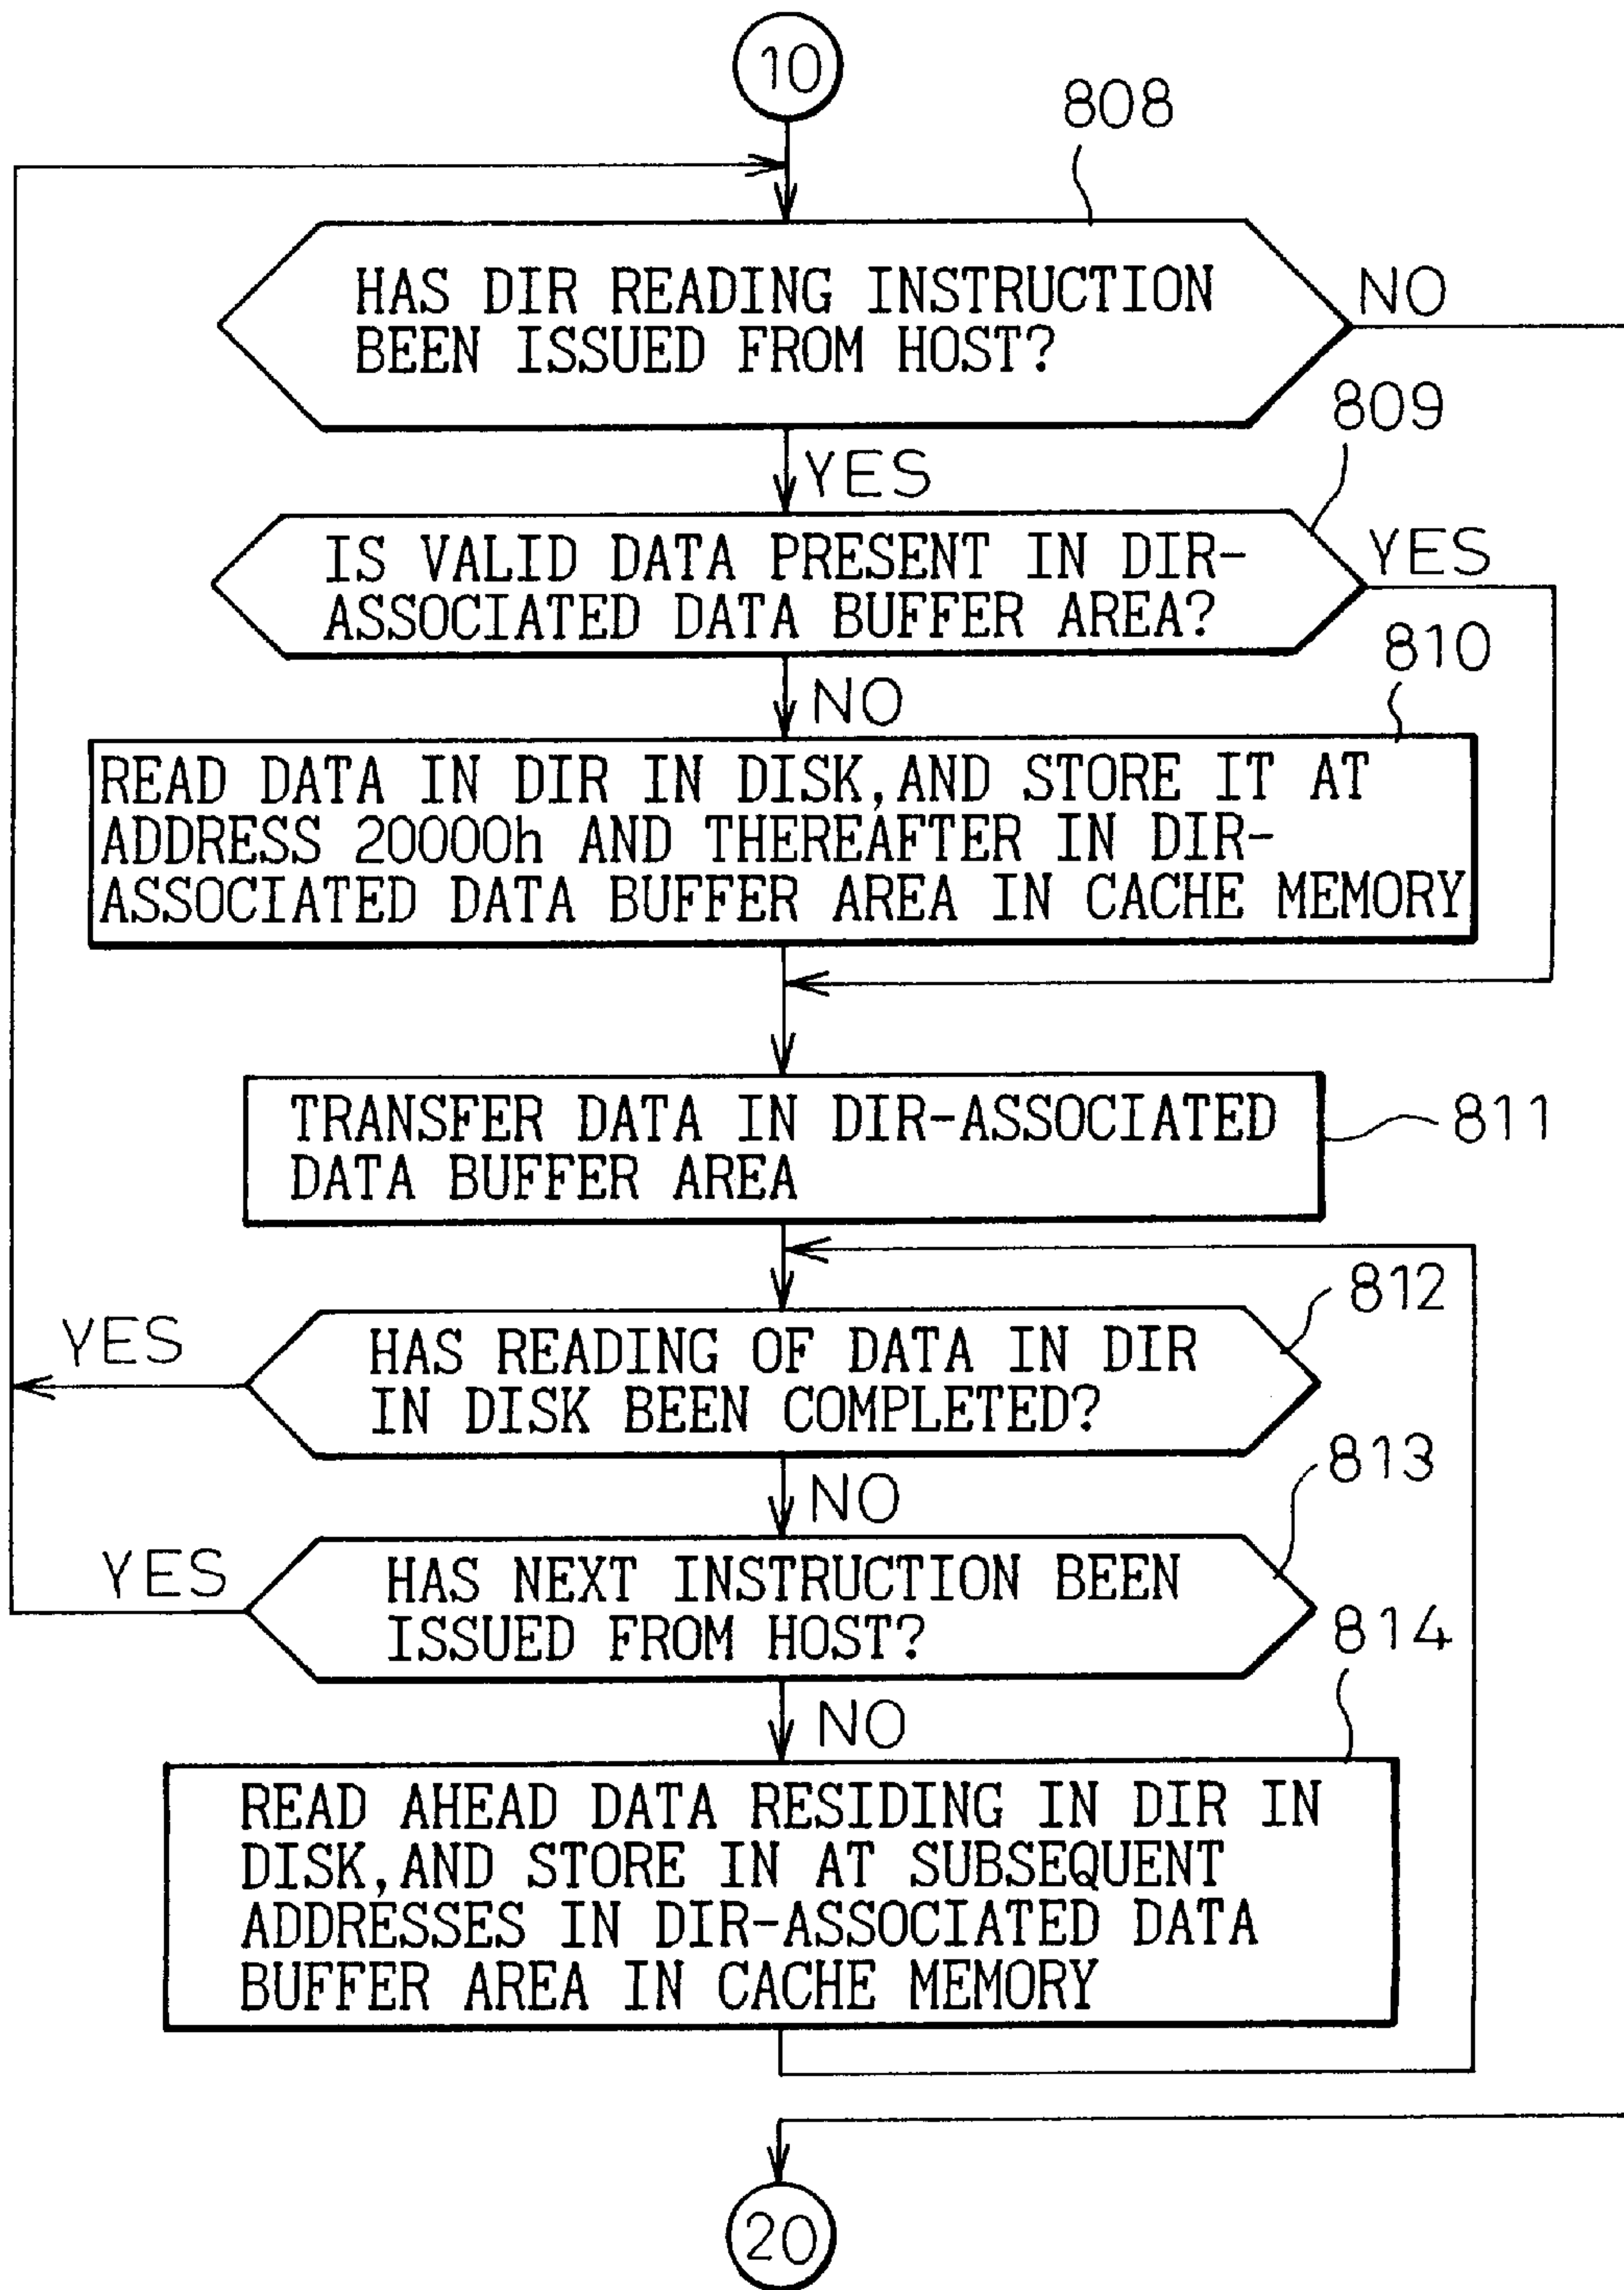 10
808
HAS DIR READING INSTRUCTION
BEEN ISSUED FROM HOST?
NO
809
YES
IS VALID DATA PRESENT IN DIR-
ASSOCIATED DATA BUFFER AREA?
YES
810
NO
READ DATA IN DIR IN DISK, AND STORE IT AT
ADDRESS 20000h AND THEREAFTER IN DIR-
ASSOCIATED DATA BUFFER AREA IN CACHE MEMORY
TRANSFER DATA IN DIR-ASSOCIATED
DATA BUFFER AREA
811
812
YES
HAS READING OF DATA IN DIR
IN DISK BEEN COMPLETED?
813
NO
YES
HAS NEXT INSTRUCTION BEEN
ISSUED FROM HOST?
814
NO
READ AHEAD DATA RESIDING IN DIR IN
DISK, AND STORE IN AT SUBSEQUENT
ADDRESSES IN DIR-ASSOCIATED DATA
BUFFER AREA IN CACHE MEMORY
20